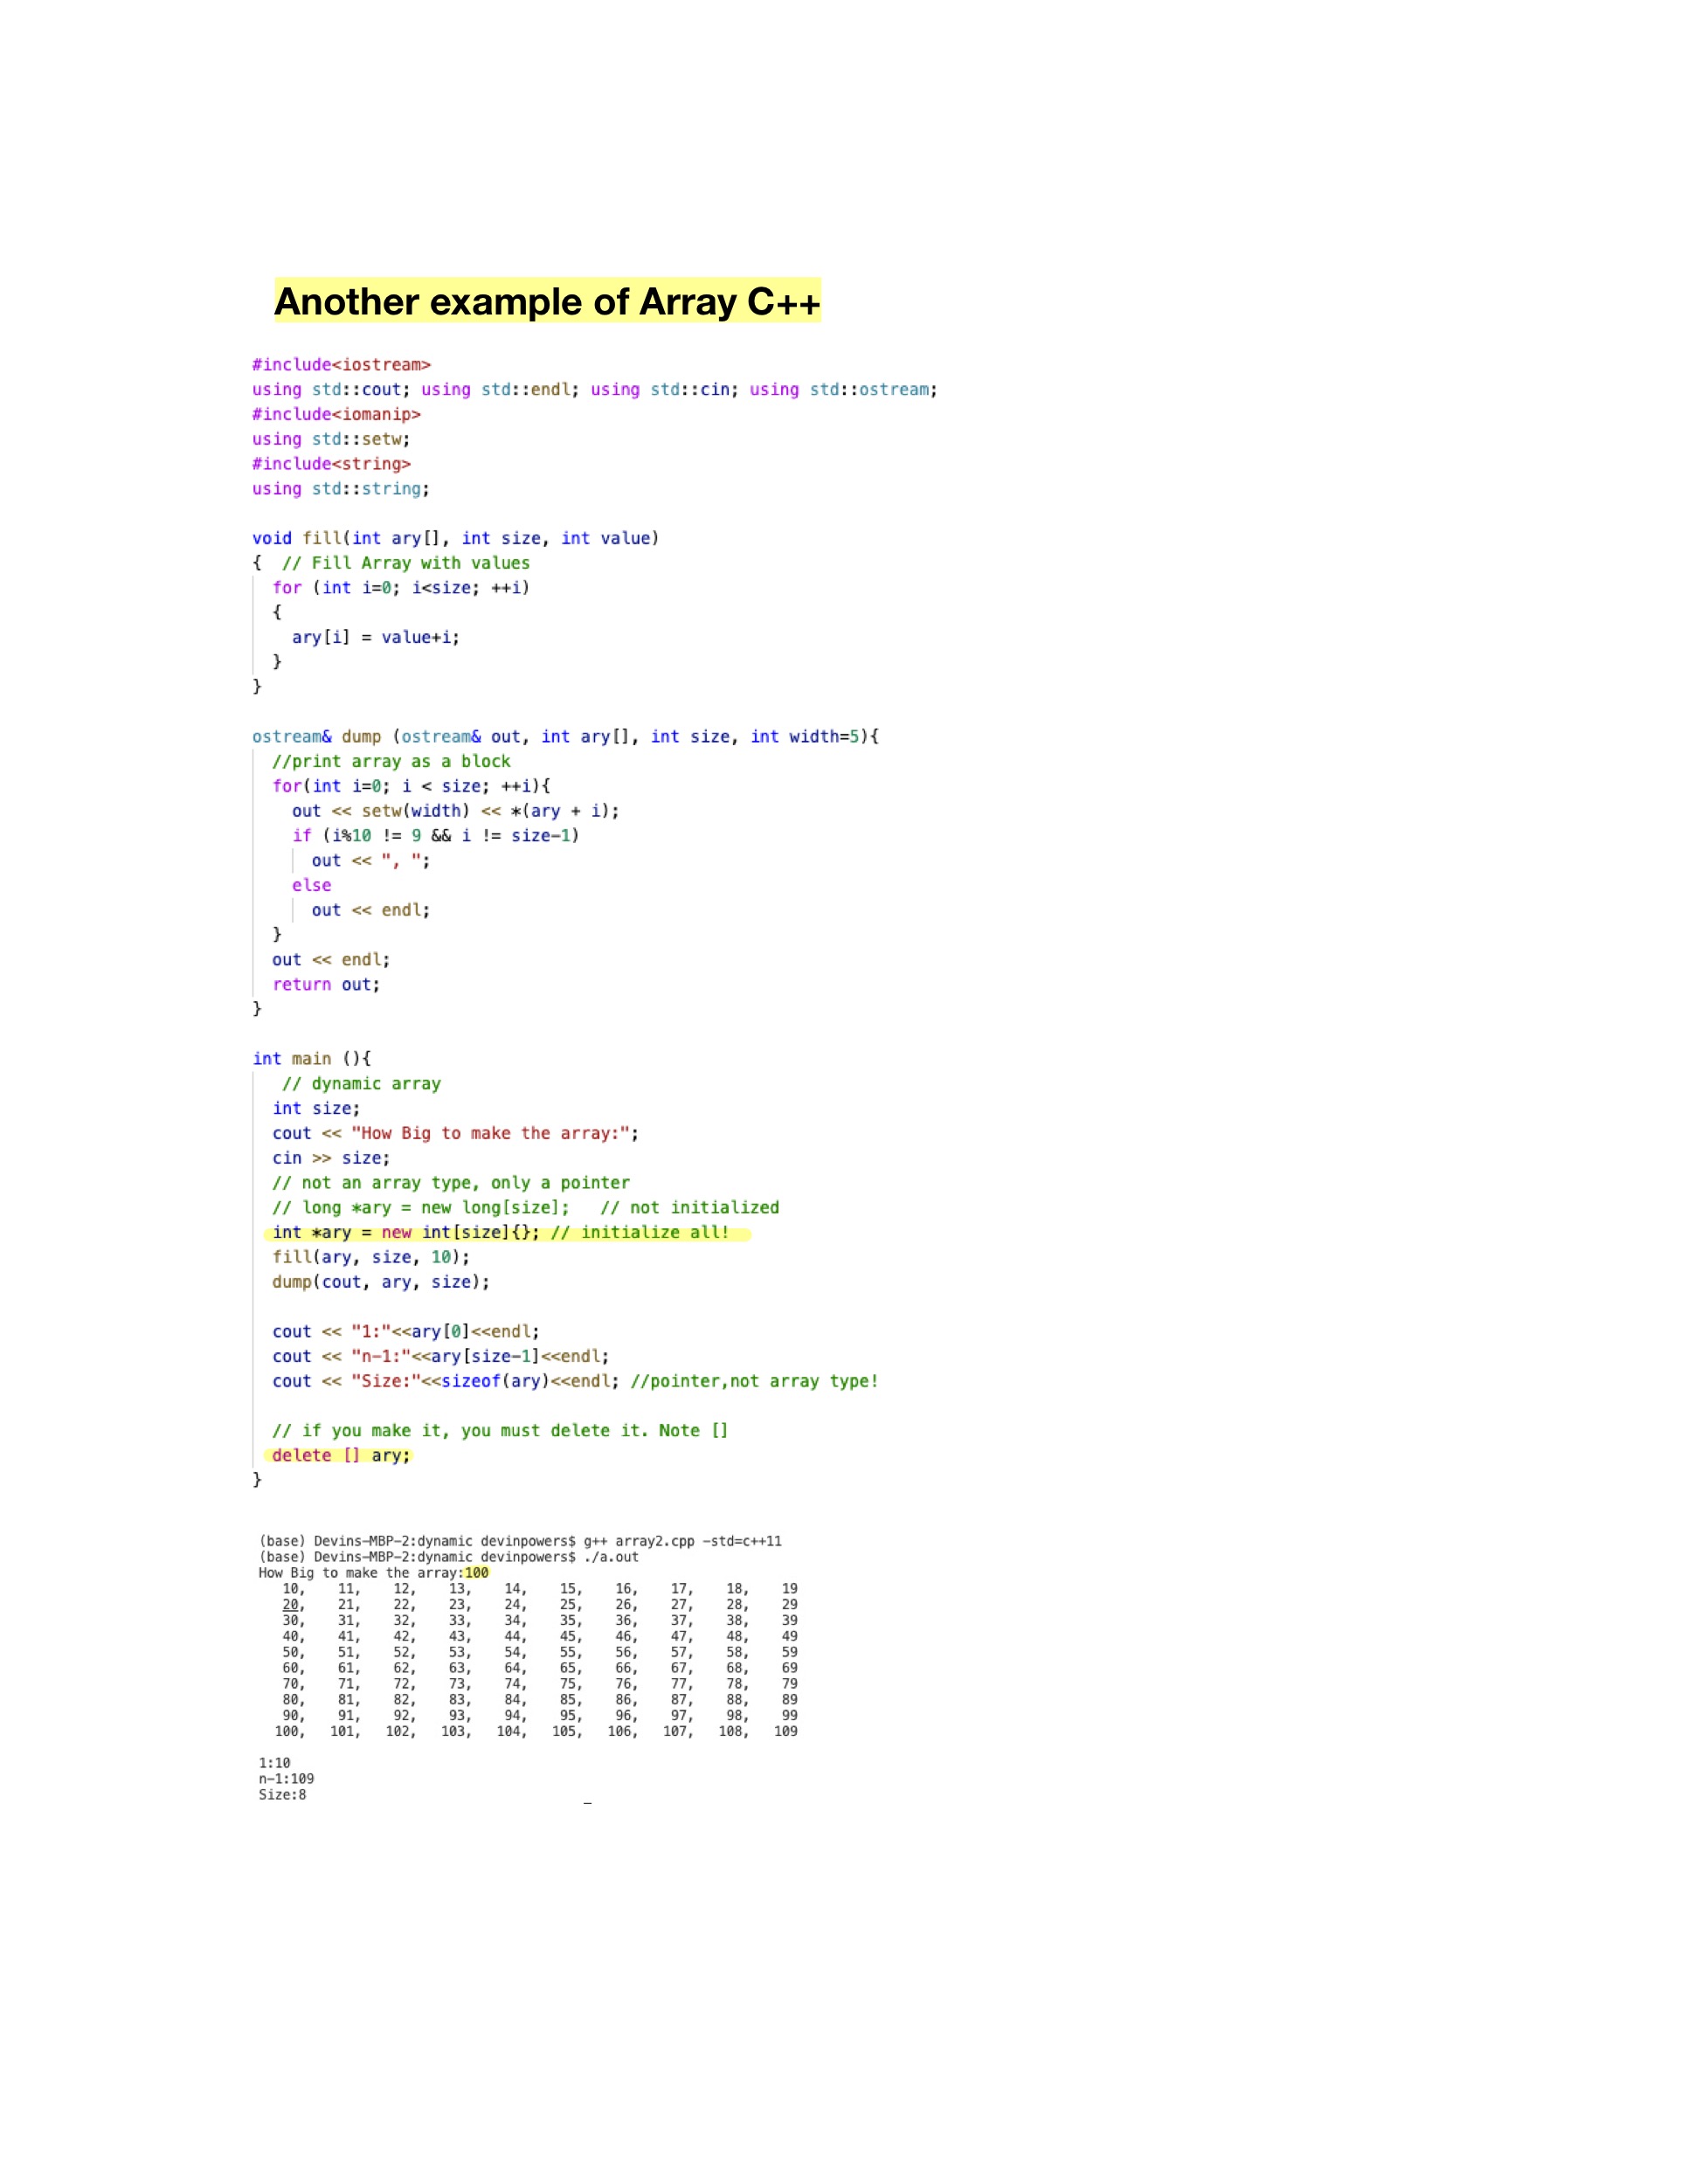 Another example of Array C++
#include<iostream>
using std::cout; using std::endl; using std::cin; using std::ostream;
#include<iomanip>
using std::setw;
#include<string>
using std::string;
void fill(int ary[], int size, int value)
{  // Fill Array with values
  for (int i=0; i<size; ++i)
  {
    ary[i] = value+i;
  }
}
ostream& dump (ostream& out, int ary[], int size, int width=5){
  //print array as a block
  for(int i=0; i < size; ++i){
    out << setw(width) << *(ary + i);
    if (i%10 != 9 && i != size-1)
      out << ", ";
    else
      out << endl;
  }
  out << endl;
  return out;
}
int main (){
   // dynamic array
  int size;
  cout << "How Big to make the array:";
  cin >> size;
  // not an array type, only a pointer
  // long *ary = new long[size];   // not initialized
  int *ary = new int[size]{}; // initialize all!
  fill(ary, size, 10);
  dump(cout, ary, size);
  cout << "1:"<<ary[0]<<endl;
  cout << "n-1:"<<ary[size-1]<<endl;
  cout << "Size:"<<sizeof(ary)<<endl; //pointer,not array type!
  // if you make it, you must delete it. Note []
  delete [] ary;
}
(base) Devins-MBP-2:dynamic devinpowers$ g++ array2.cpp -std=c++11
(base) Devins-MBP-2:dynamic devinpowers$ ./a.out
How Big to make the array:100
   10,   11,   12,   13,   14,   15,   16,   17,   18,   19
   20,   21,   22,   23,   24,   25,   26,   27,   28,   29
   30,   31,   32,   33,   34,   35,   36,   37,   38,   39
   40,   41,   42,   43,   44,   45,   46,   47,   48,   49
   50,   51,   52,   53,   54,   55,   56,   57,   58,   59
   60,   61,   62,   63,   64,   65,   66,   67,   68,   69
   70,   71,   72,   73,   74,   75,   76,   77,   78,   79
   80,   81,   82,   83,   84,   85,   86,   87,   88,   89
   90,   91,   92,   93,   94,   95,   96,   97,   98,   99
  100,  101,  102,  103,  104,  105,  106,  107,  108,  109
1:10
n-1:109
Size:8